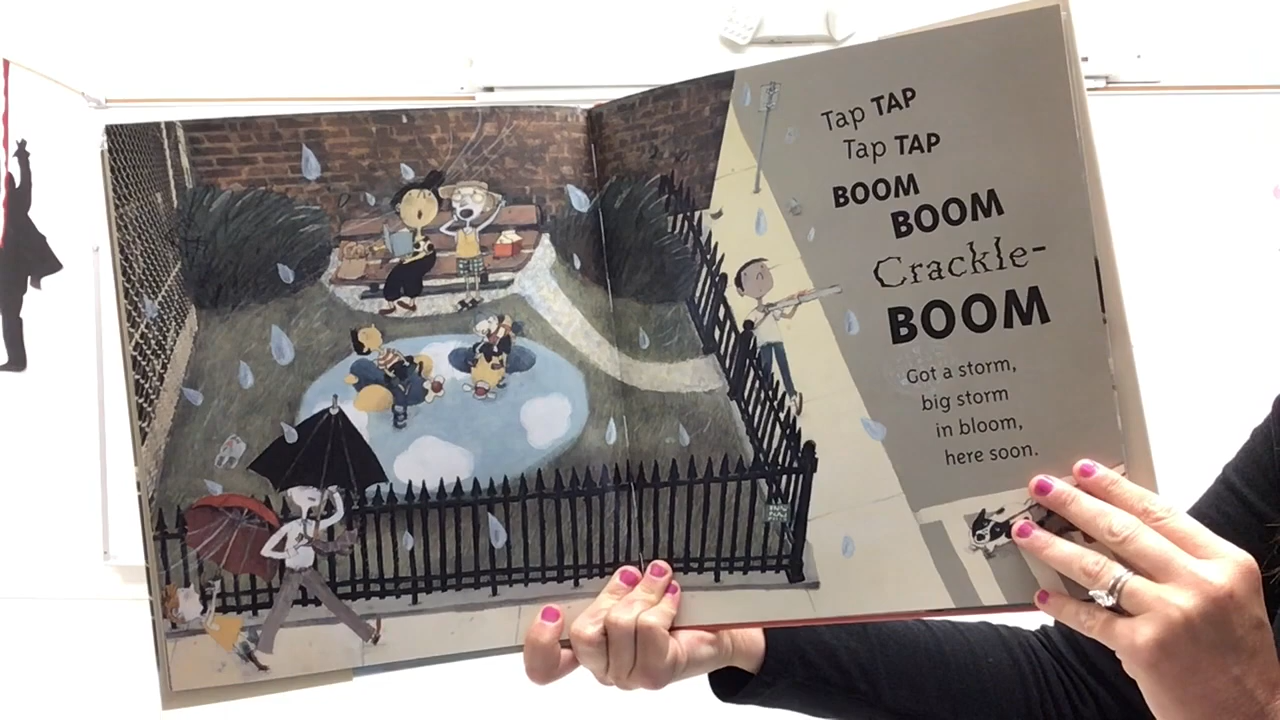 Tap TAP
Tap TAP
BOOM
BOOM
Crackle-
BOOM
Got a storm,
big storm
in bloom,
here soon.